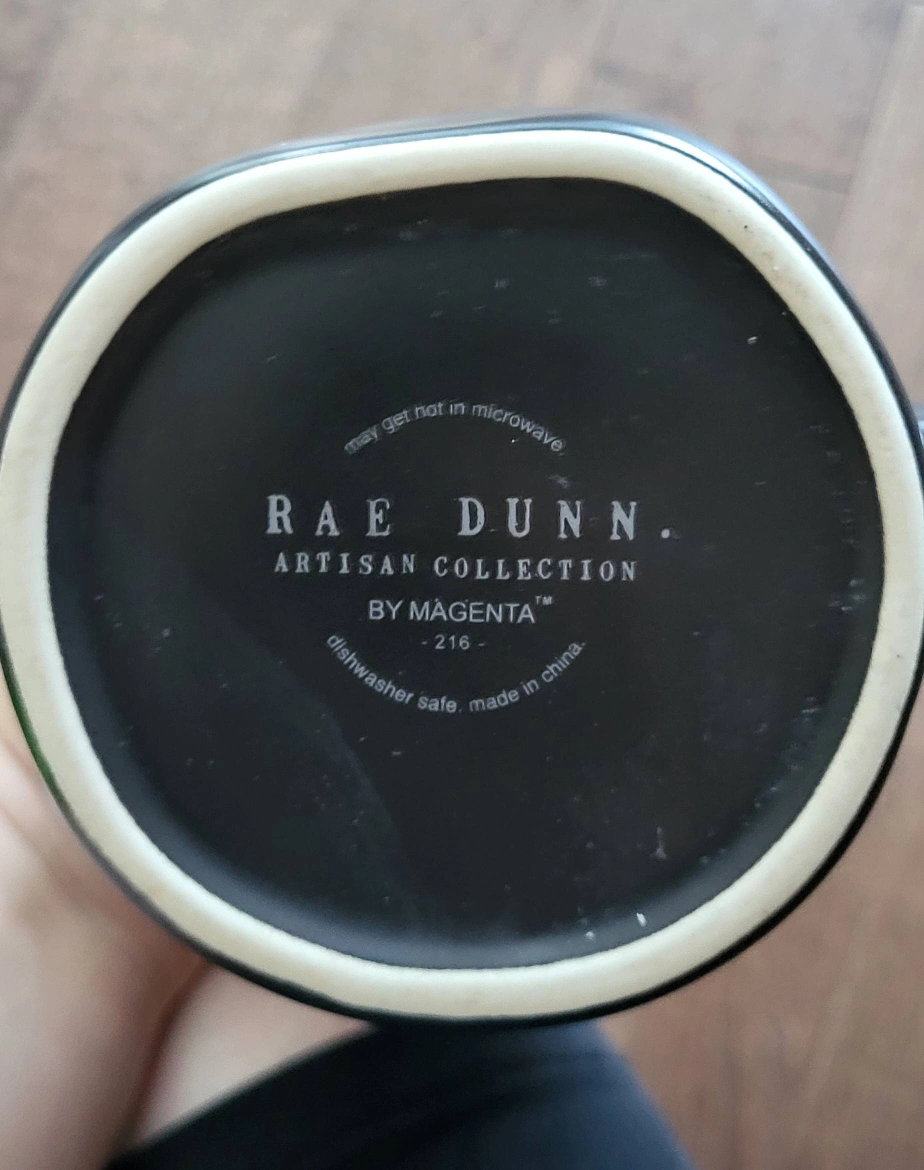 may get hot in microwave.
RAE DUNN.
ARTISAN COLLECTION
BY MAGENTA™
- 216 -
dishwasher safe. made in china.